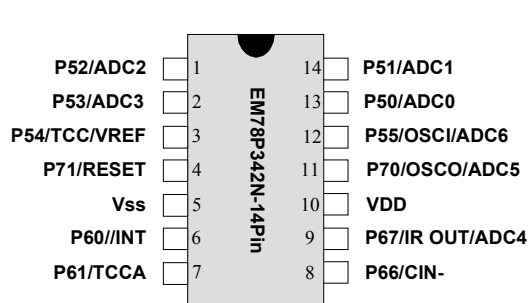 P52/ADC2 1 14 P51/ADC1
P53/ADC3 2 13 P50/ADC0
P54/TCC/VREF 3 12 P55/OSCI/ADC6
P71/RESET 4 11 P70/OSCO/ADC5
Vss 5 10 VDD
P60//INT 6 9 P67/IR OUT/ADC4
P61/TCCA 7 8 P66/CIN-
EM78P342N-14Pin